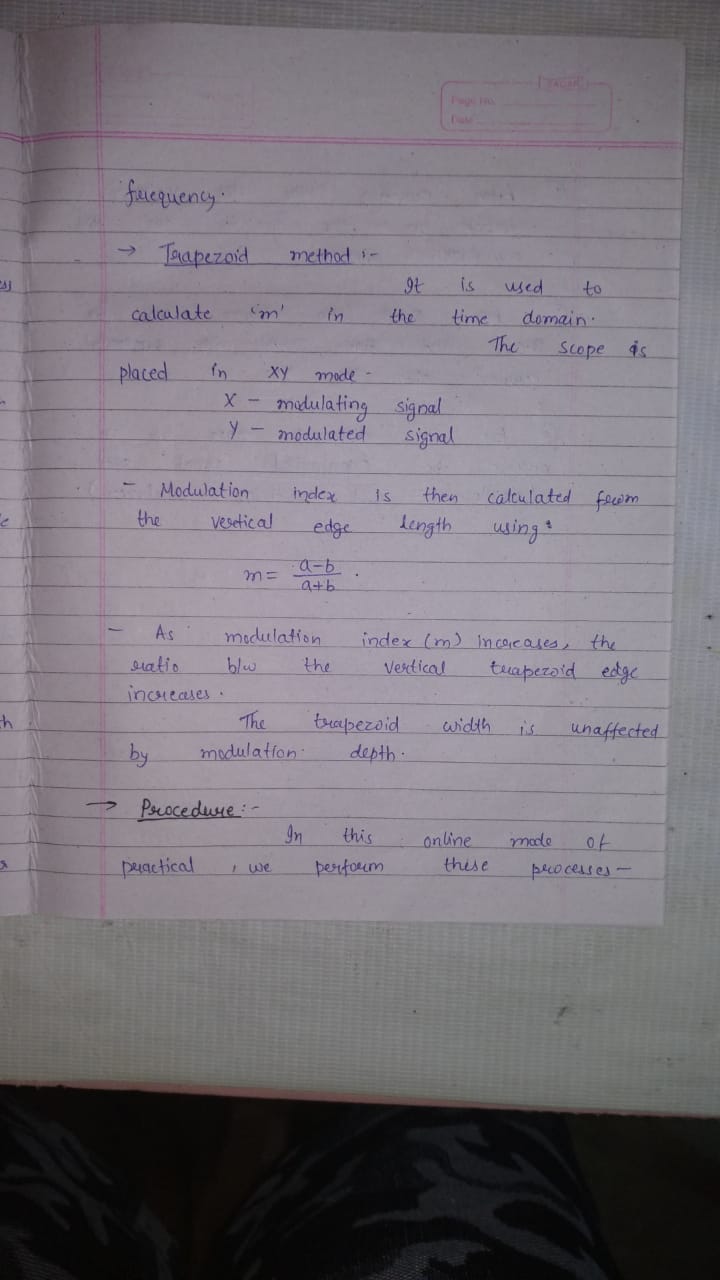 Page No.
Date
frequency.
→ Trapezoid method :-
It is used to
calculate 'm' in the time domain.
The scope is
placed in XY mode -
X - modulating signal
Y - modulated signal
- Modulation index is then calculated from
the vertical edge length using:
m = a-b / a+b .
- As modulation index (m) increases, the
ratio b/w the vertical trapezoid edge
increases.
The trapezoid width is unaffected
by modulation depth.
→ Procedure :-
In this online mode of
practical , we perform these processes -